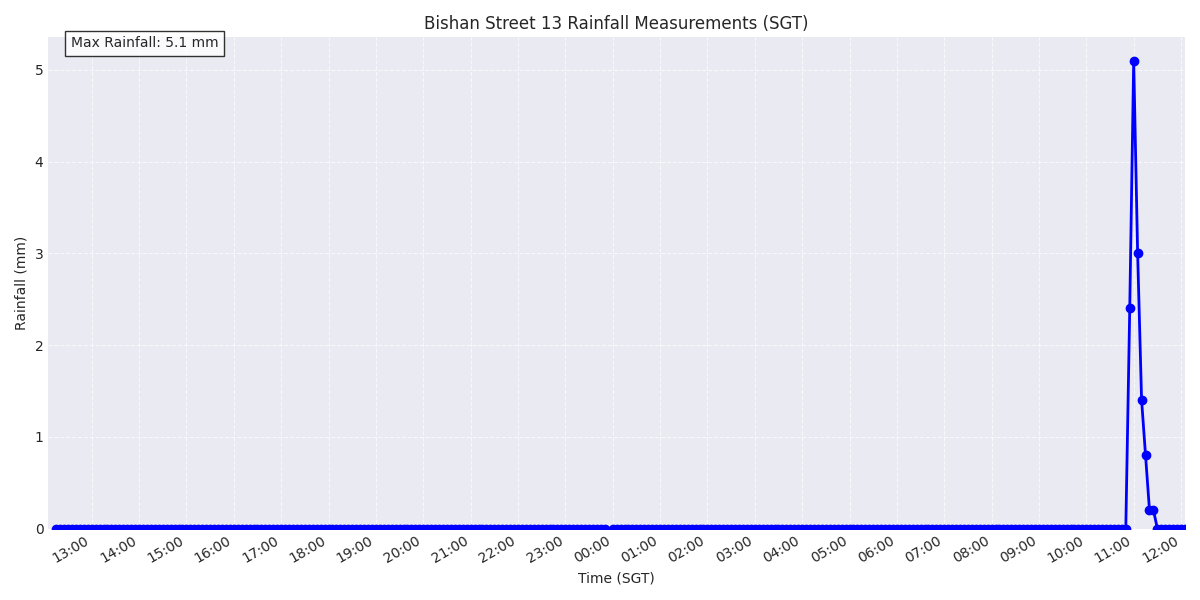 Bishan Street 13 Rainfall Measurements (SGT)
Max Rainfall: 5.1 mm
Rainfall (mm)
5
4
3
2
1
0
13:00 14:00 15:00 16:00 17:00 18:00 19:00 20:00 21:00 22:00 23:00 00:00 01:00 02:00 03:00 04:00 05:00 06:00 07:00 08:00 09:00 10:00 11:00 12:00
Time (SGT)